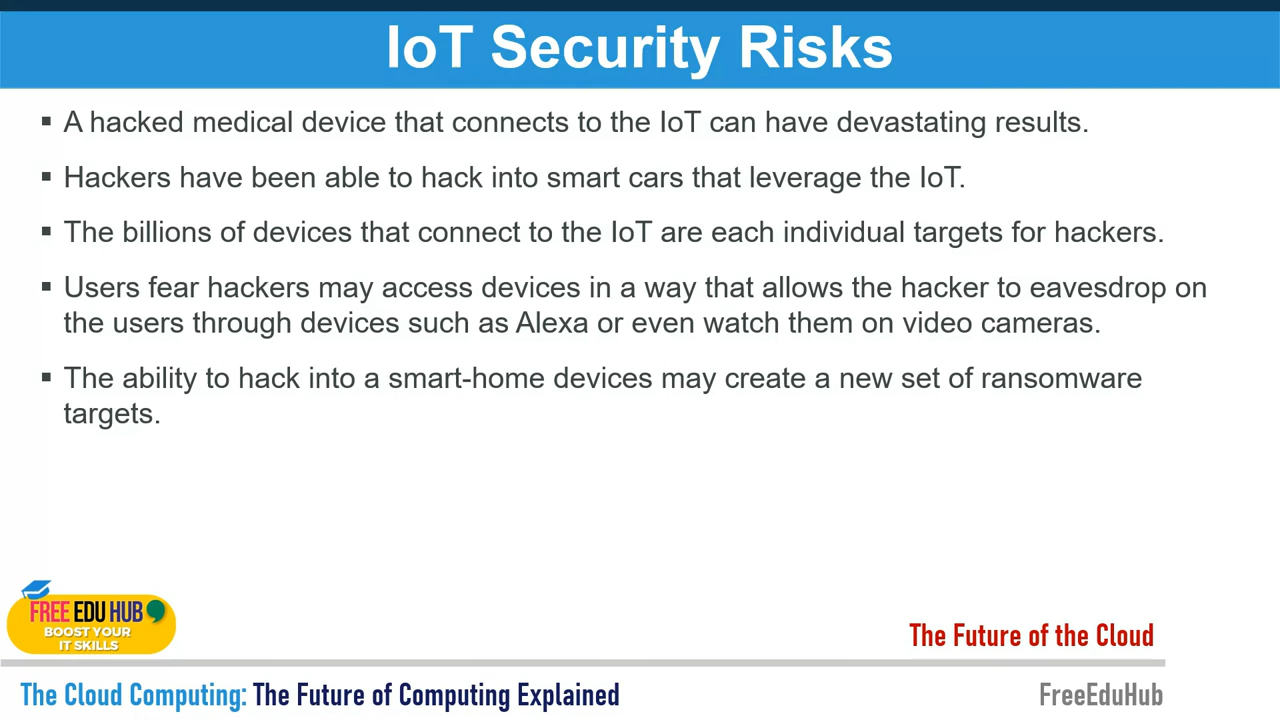 IoT Security Risks
▪ A hacked medical device that connects to the IoT can have devastating results.
▪ Hackers have been able to hack into smart cars that leverage the IoT.
▪ The billions of devices that connect to the IoT are each individual targets for hackers.
▪ Users fear hackers may access devices in a way that allows the hacker to eavesdrop on
the users through devices such as Alexa or even watch them on video cameras.
▪ The ability to hack into a smart-home devices may create a new set of ransomware
targets.
FREE EDU HUB
BOOST YOUR
IT SKILLS
The Future of the Cloud
The Cloud Computing: The Future of Computing Explained
FreeEduHub